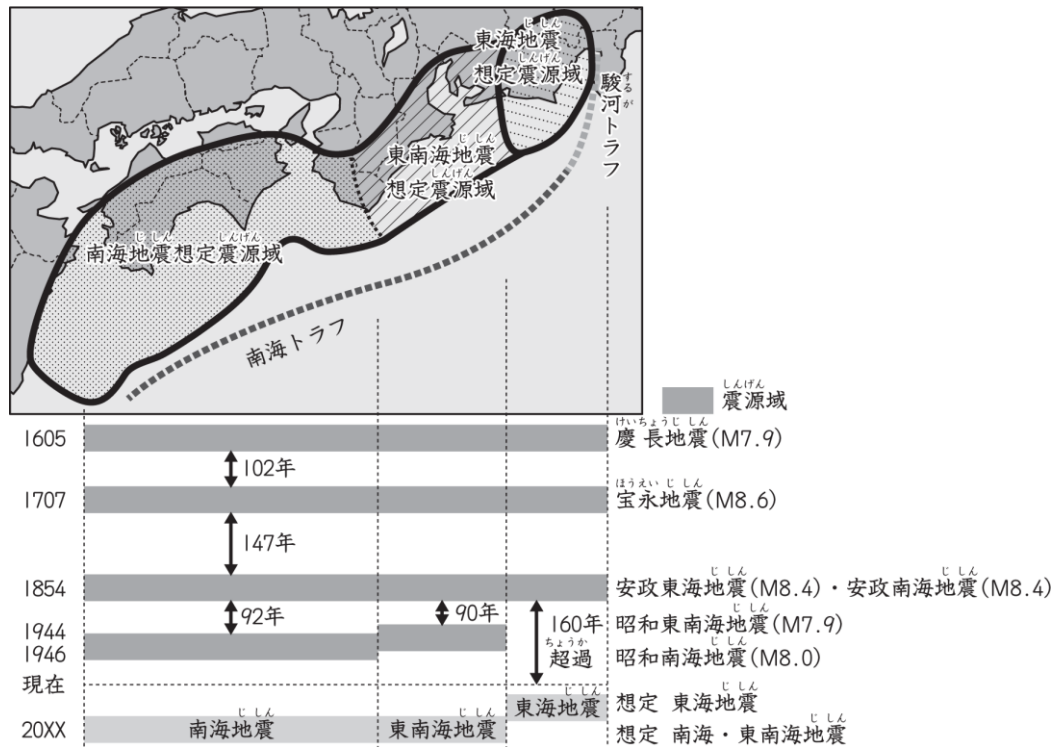 東海地震
想定震源域
駿河トラフ
東南海地震
想定震源域
南海地震想定震源域
南海トラフ
震源域
1605 慶長地震(M7.9)
102年
1707 宝永地震(M8.6)
147年
1854 安政東海地震(M8.4)・安政南海地震(M8.4)
92年 90年 160年
超過
1944 昭和東南海地震(M7.9)
1946 昭和南海地震(M8.0)
現在
東海地震 想定 東海地震
20XX 南海地震 東南海地震 想定 南海・東南海地震